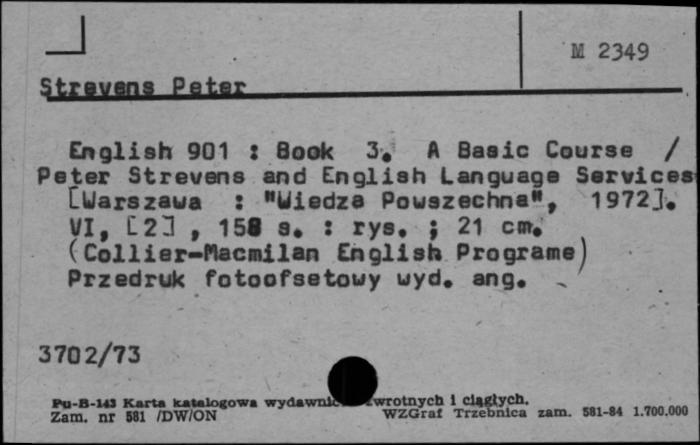 M 2349
Strevens Peter
English 901 : Book 3. A Basic Course /
Peter Strevens and English Language Services
[Warszawa : "Wiedza Powszechna", 1972].
VI, [2] , 158 s. : rys. ; 21 cm.
(Collier-Macmilan English Programe)
Przedruk fotoofsetowy wyd. ang.
3702/73
Pu-B-143 Karta katalogowa wydawnic zwrotnych i ciągłych.
Zam. nr 581 /DW/ON WZGraf Trzebnica zam. 581-84 1.700.000